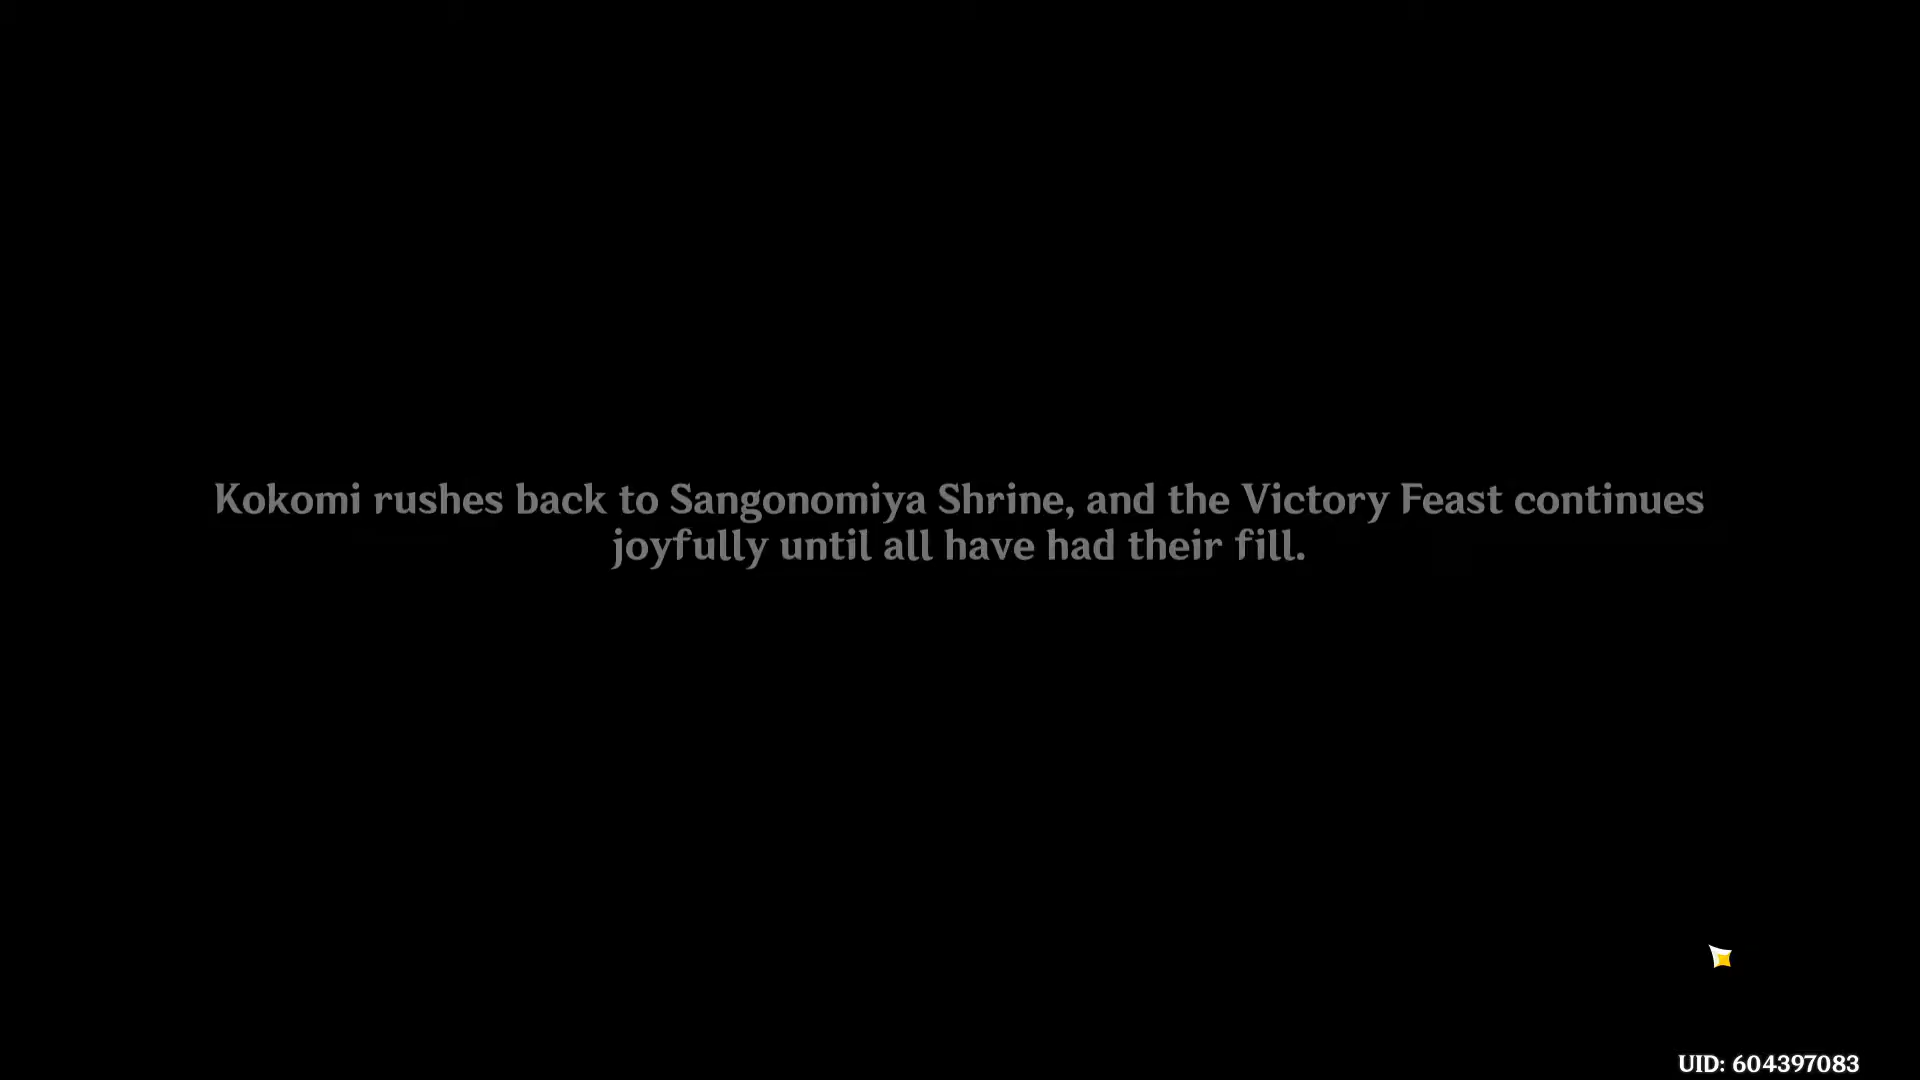 Kokomi rushes back to Sangonomiya Shrine, and the Victory Feast continues
joyfully until all have had their fill.
UID: 604397083